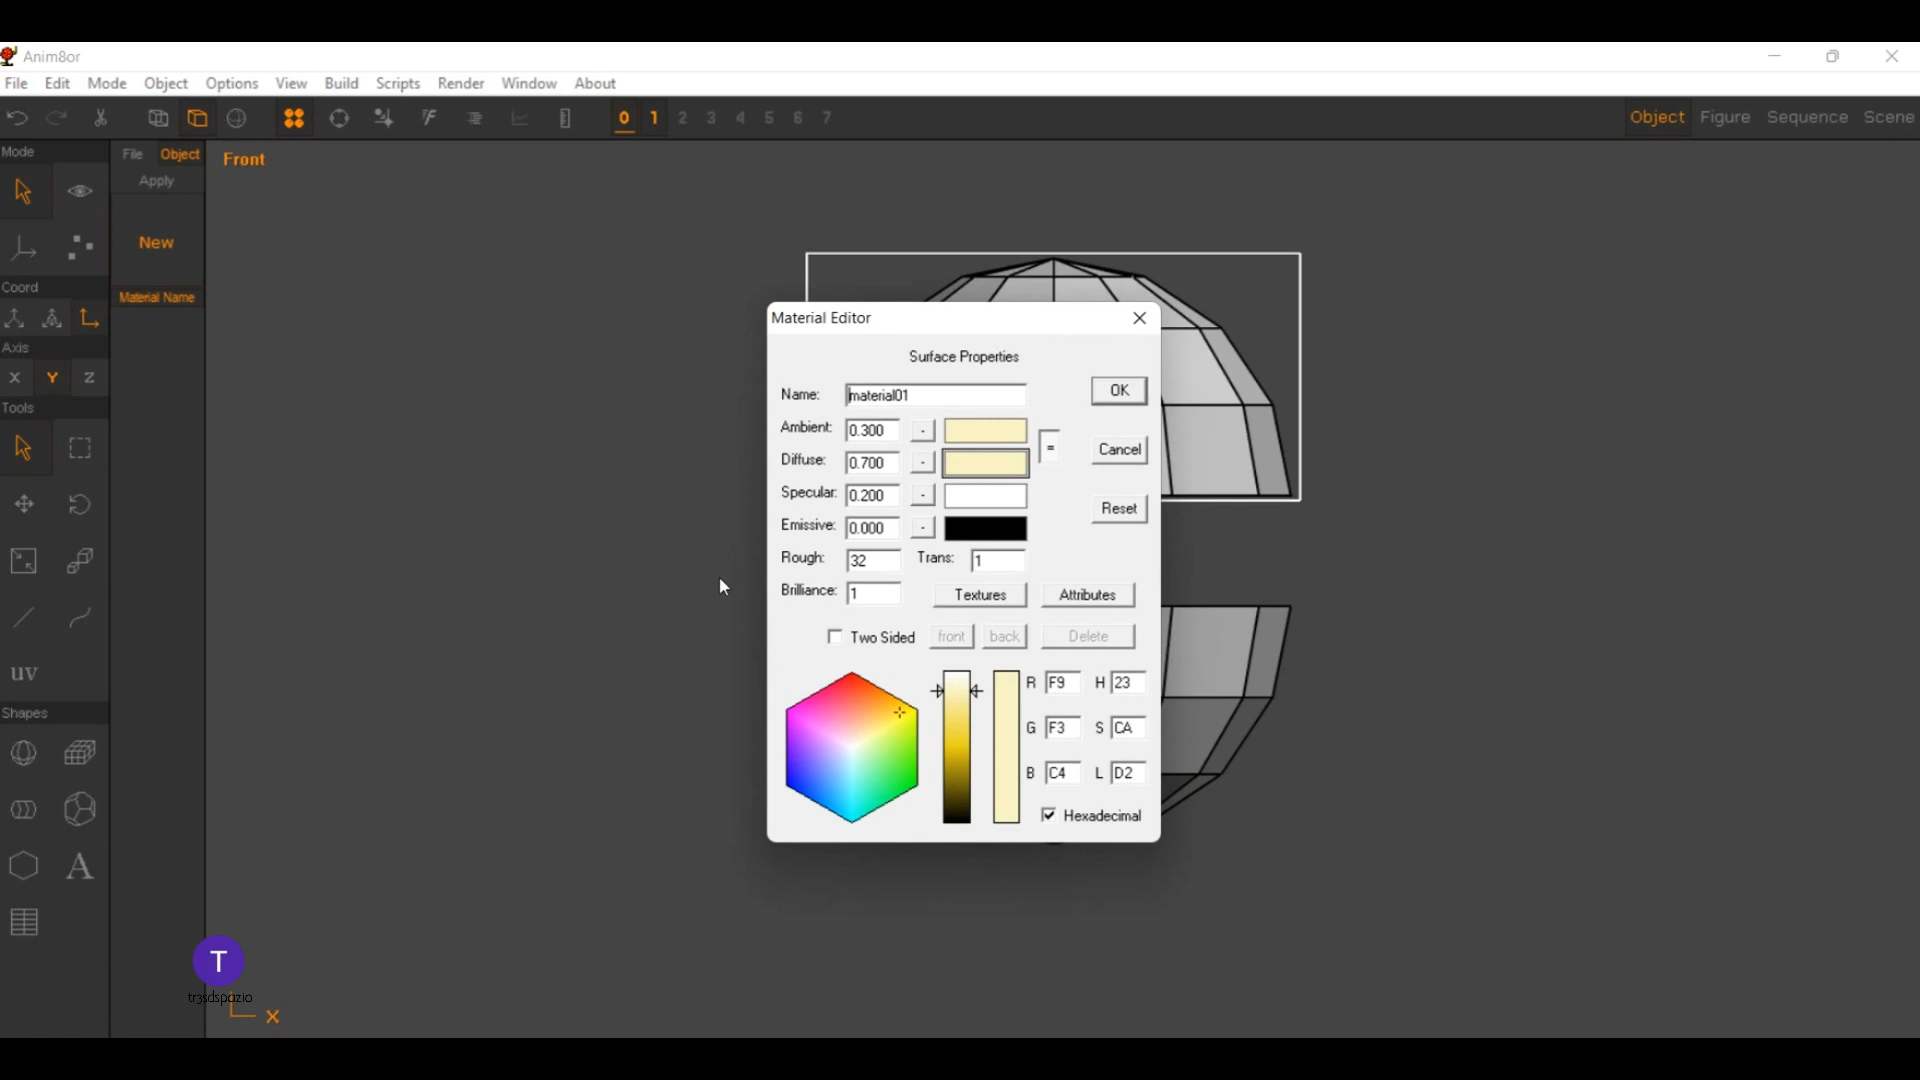 Anim8or
File Edit Mode Object Options View Build Scripts Render Window About
0 1 2 3 4 5 6 7
Object Figure Sequence Scene
Mode
File Object
Apply
Front
New
Coord
Material Name
Axis
X Y Z
Tools
uv
Shapes
A
T
tr3sdspazio
X
Material Editor
Surface Properties
Name: material01 OK
Ambient: 0.300 - =
Diffuse: 0.700 - Cancel
Specular: 0.200 - Reset
Emissive: 0.000 -
Rough: 32 Trans: 1
Brilliance: 1 Textures Attributes
Two Sided front back Delete
R F9 H 23
G F3 S CA
B C4 L D2
Hexadecimal